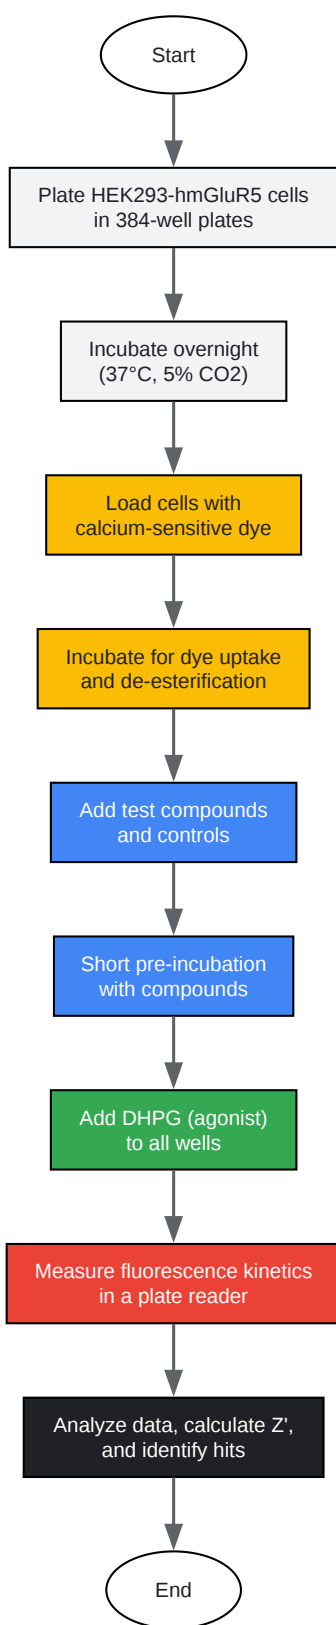 Start
Plate HEK293-hmGluR5 cells
in 384-well plates
Incubate overnight
(37°C, 5% CO2)
Load cells with
calcium-sensitive dye
Incubate for dye uptake
and de-esterification
Add test compounds
and controls
Short pre-incubation
with compounds
Add DHPG (agonist)
to all wells
Measure fluorescence kinetics
in a plate reader
Analyze data, calculate Z',
and identify hits
End